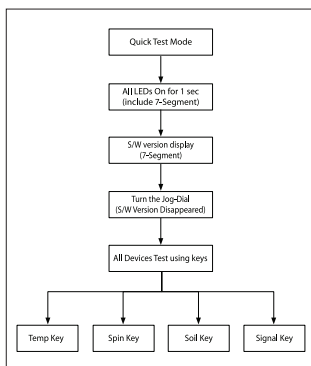 Quick Test Mode
All LEDs On for 1 sec
(include 7-Segment)
S/W version display
(7-Segment)
Turn the Jog-Dial
(S/W Version Disappeared)
All Devices Test using keys
Temp Key
Spin Key
Soil Key
Signal Key